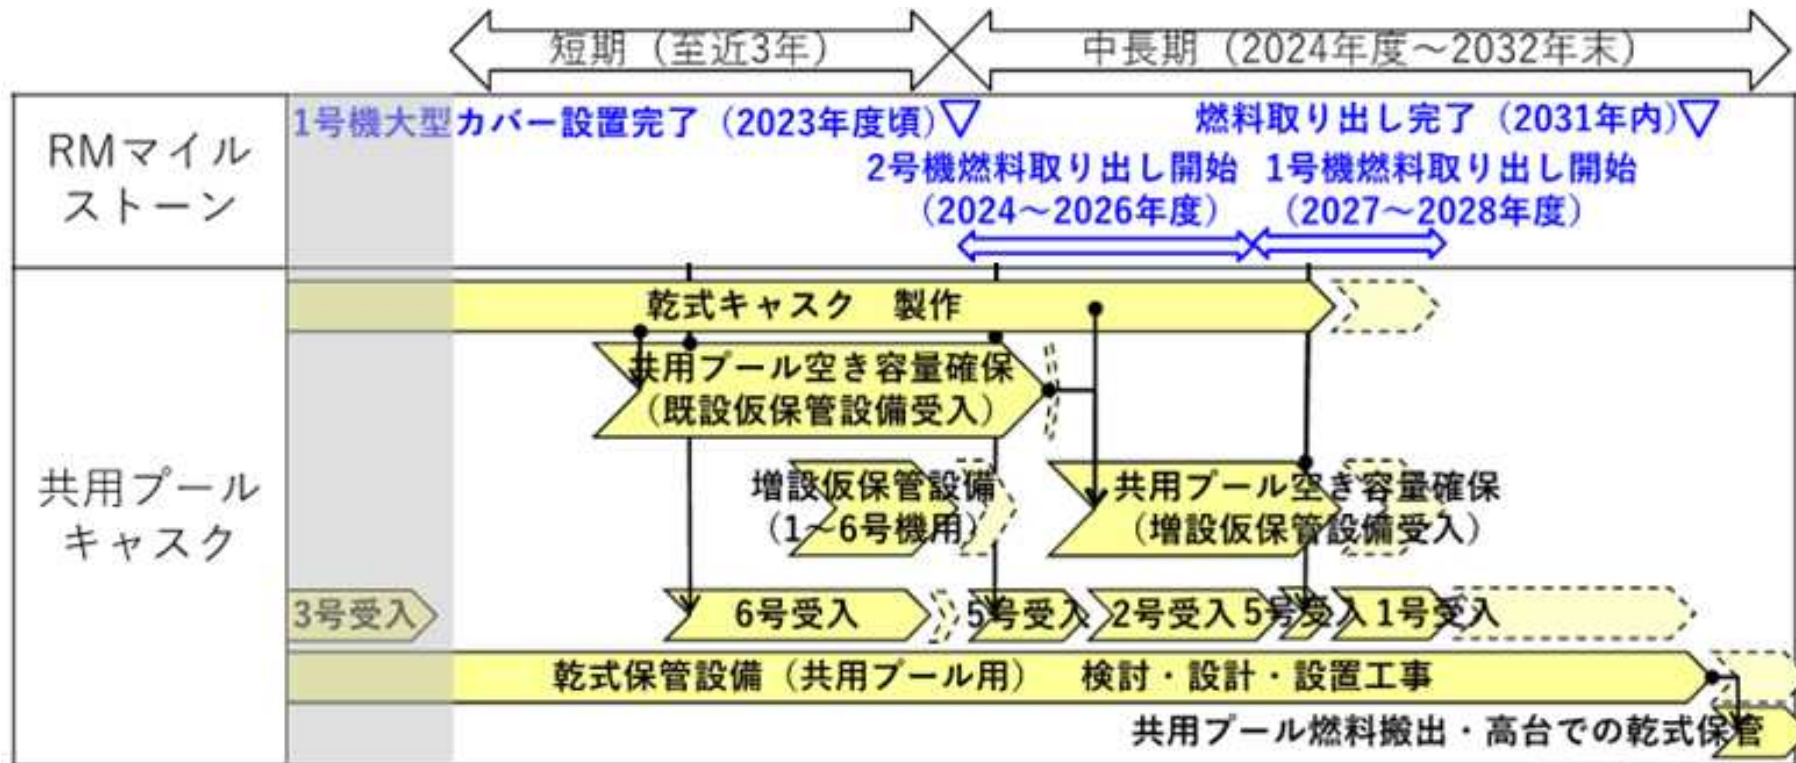 短期（至近3年）
中長期（2024年度～2032年末）
RMマイル
ストーン
1号機大型カバー設置完了（2023年度頃）
燃料取り出し完了（2031年内）
2号機燃料取り出し開始
（2024～2026年度）
1号機燃料取り出し開始
（2027～2028年度）
共用プール
キャスク
乾式キャスク　製作
共用プール空き容量確保
（既設仮保管設備受入）
増設仮保管設備
（1～6号機用）
共用プール空き容量確保
（増設仮保管設備受入）
3号受入
6号受入
5号受入
2号受入
5号受入
1号受入
乾式保管設備（共用プール用）　検討・設計・設置工事
共用プール燃料搬出・高台での乾式保管